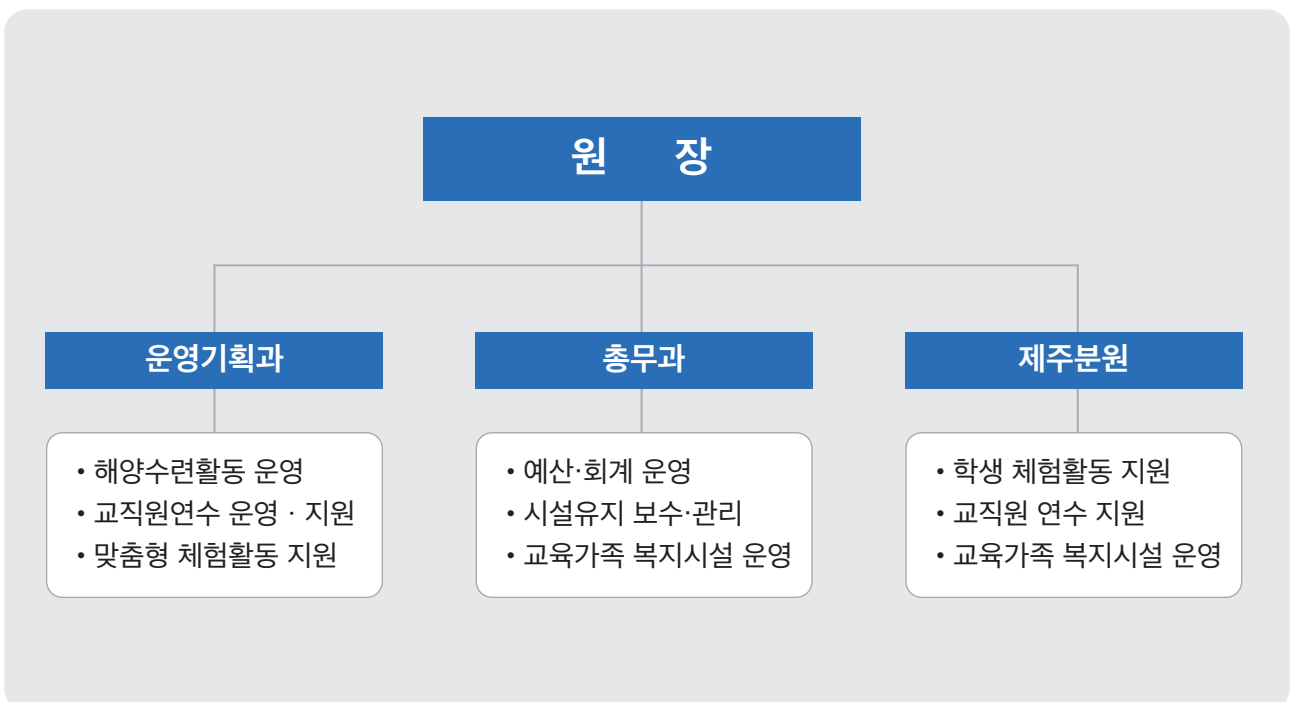 원 장
운영기획과
• 해양수련활동 운영
• 교직원연수 운영 · 지원
• 맞춤형 체험활동 지원
총무과
• 예산·회계 운영
• 시설유지 보수·관리
• 교육가족 복지시설 운영
제주분원
• 학생 체험활동 지원
• 교직원 연수 지원
• 교육가족 복지시설 운영